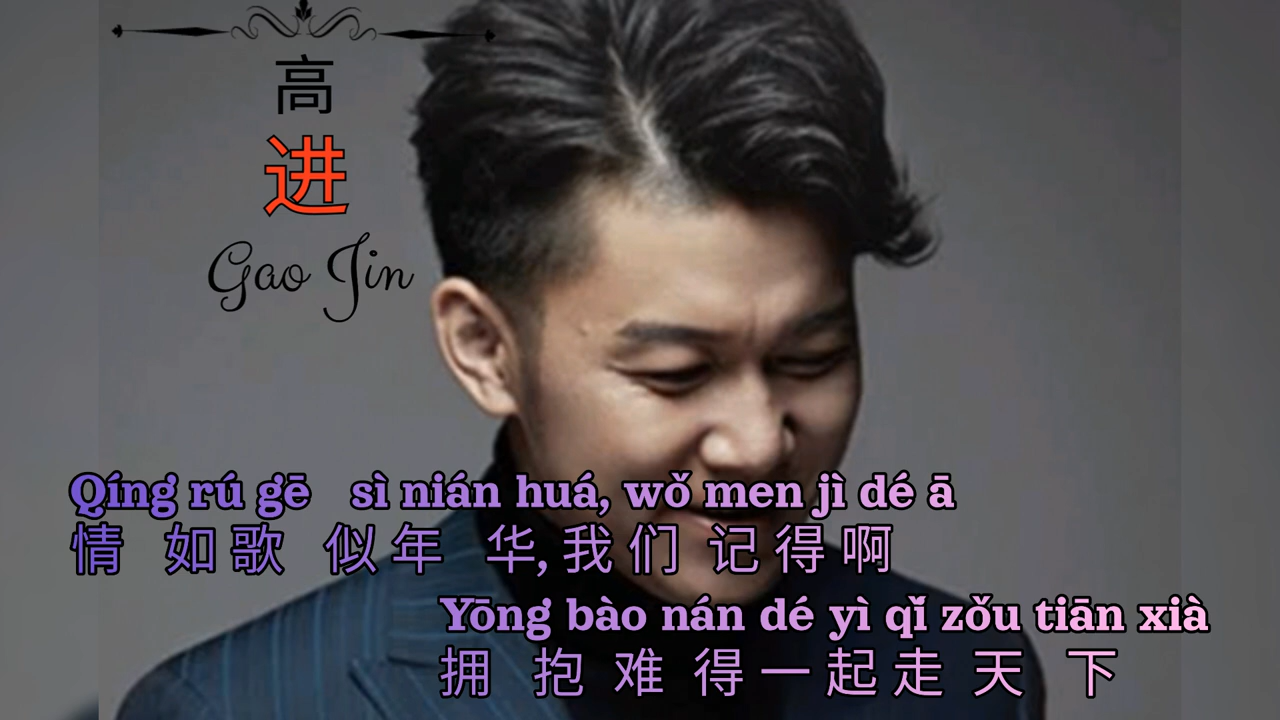 高
进
Gao Jin
Qíng rú gē sì nián huá, wǒ men jì dé ā
情 如 歌 似 年 华, 我 们 记 得 啊
Yōng bào nán dé yì qǐ zǒu tiān xià
拥 抱 难 得 一 起 走 天 下